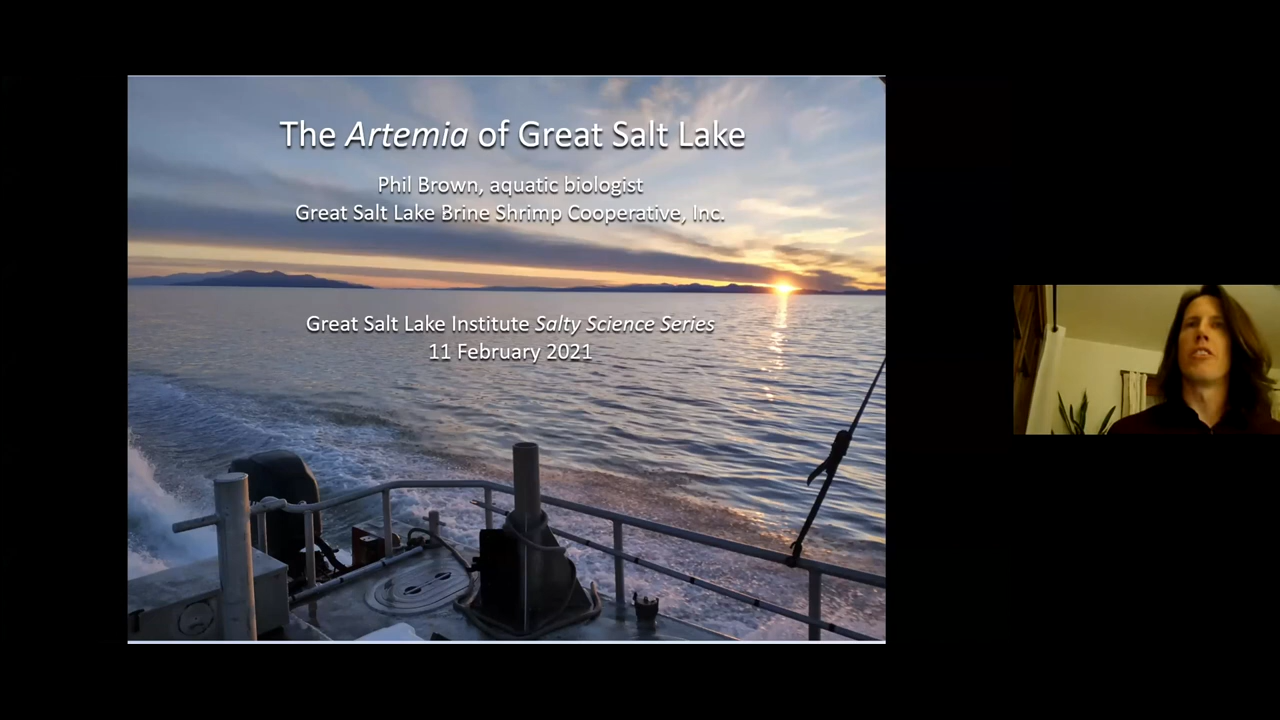 The Artemia of Great Salt Lake
Phil Brown, aquatic biologist
Great Salt Lake Brine Shrimp Cooperative, Inc.
Great Salt Lake Institute Salty Science Series
11 February 2021